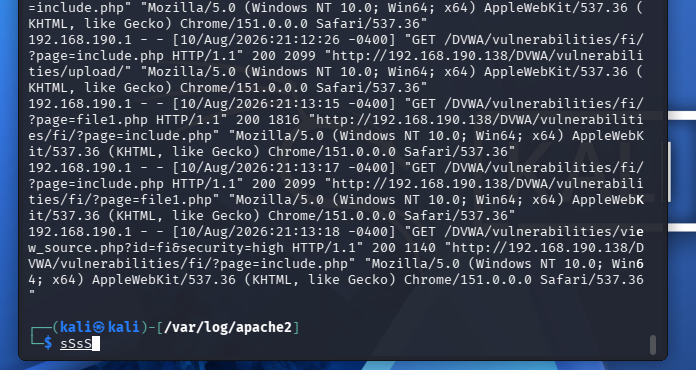 =include.php" "Mozilla/5.0 (Windows NT 10.0; Win64; x64) AppleWebKit/537.36 (
KHTML, like Gecko) Chrome/151.0.0.0 Safari/537.36"
192.168.190.1 - - [10/Aug/2026:21:12:26 -0400] "GET /DVWA/vulnerabilities/fi/
?page=include.php HTTP/1.1" 200 2099 "http://192.168.190.138/DVWA/vulnerabili
ties/upload/" "Mozilla/5.0 (Windows NT 10.0; Win64; x64) AppleWebKit/537.36 (
KHTML, like Gecko) Chrome/151.0.0.0 Safari/537.36"
192.168.190.1 - - [10/Aug/2026:21:13:15 -0400] "GET /DVWA/vulnerabilities/fi/
?page=file1.php HTTP/1.1" 200 1816 "http://192.168.190.138/DVWA/vulnerabiliti
es/fi/?page=include.php" "Mozilla/5.0 (Windows NT 10.0; Win64; x64) AppleWebK
it/537.36 (KHTML, like Gecko) Chrome/151.0.0.0 Safari/537.36"
192.168.190.1 - - [10/Aug/2026:21:13:17 -0400] "GET /DVWA/vulnerabilities/fi/
?page=include.php HTTP/1.1" 200 2099 "http://192.168.190.138/DVWA/vulnerabili
ties/fi/?page=file1.php" "Mozilla/5.0 (Windows NT 10.0; Win64; x64) AppleWebK
it/537.36 (KHTML, like Gecko) Chrome/151.0.0.0 Safari/537.36"
192.168.190.1 - - [10/Aug/2026:21:13:18 -0400] "GET /DVWA/vulnerabilities/vie
w_source.php?id=fi&security=high HTTP/1.1" 200 1140 "http://192.168.190.138/D
VWA/vulnerabilities/fi/?page=include.php" "Mozilla/5.0 (Windows NT 10.0; Win6
4; x64) AppleWebKit/537.36 (KHTML, like Gecko) Chrome/151.0.0.0 Safari/537.36
"
┌──(kali㉿kali)-[/var/log/apache2]
└─$ sSsS